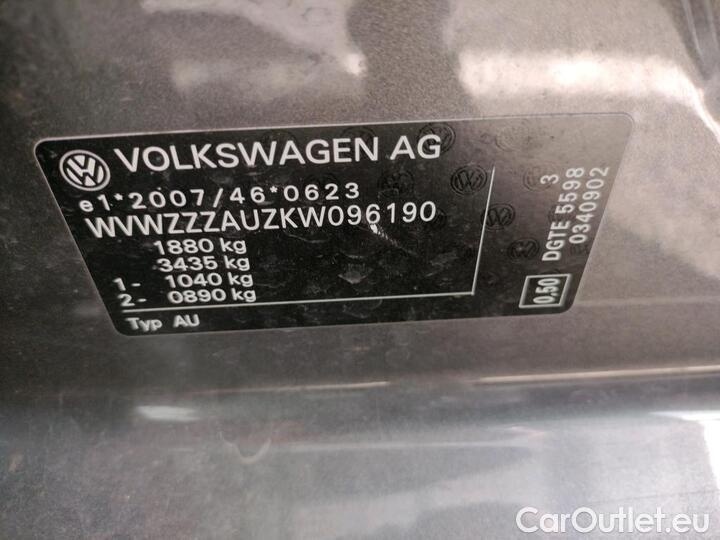 VOLKSWAGEN AG
e1*2007/46*0623
WVWZZZAUZKW096190
1880 kg
3435 kg
1- 1040 kg
2- 0890 kg
Typ AU
3
DGTE 5598
0340902
0.50
CarOutlet.eu